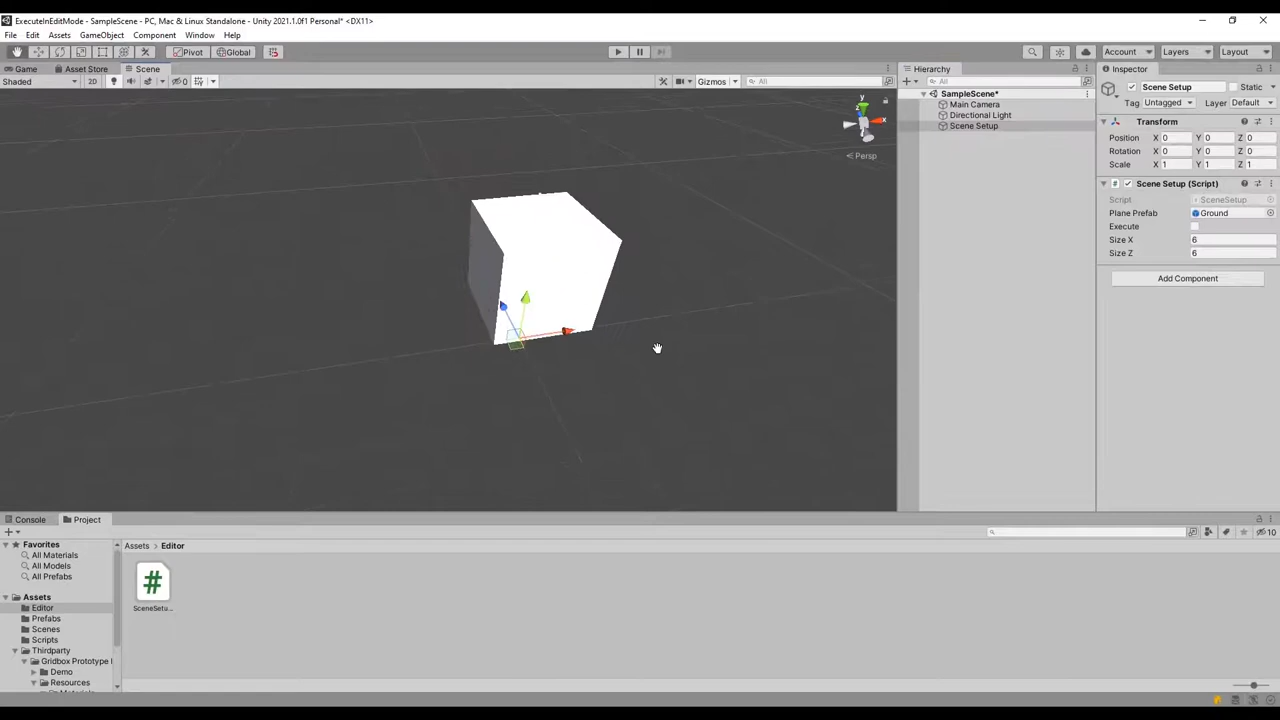 ExecuteInEditMode - SampleScene - PC, Mac & Linux Standalone - Unity 2021.1.0f1 Personal* <DX11>
File Edit Assets GameObject Component Window Help
Pivot Global Account Layers Layout
Game Asset Store Scene
Shaded 2D 0 Gizmos All
y
x
z
Persp
Hierarchy
All
SampleScene*
Main Camera
Directional Light
Scene Setup
Inspector
Scene Setup Static
Tag Untagged Layer Default
Transform
Position X 0 Y 0 Z 0
Rotation X 0 Y 0 Z 0
Scale X 1 Y 1 Z 1
# Scene Setup (Script)
Script SceneSetup
Plane Prefab Ground
Execute
Size X 6
Size Z 6
Add Component
Console Project
10
Favorites
All Materials
All Models
All Prefabs
Assets
Editor
Prefabs
Scenes
Scripts
Thirdparty
Gridbox Prototype
Demo
Resources
Assets > Editor
#
SceneSetu...